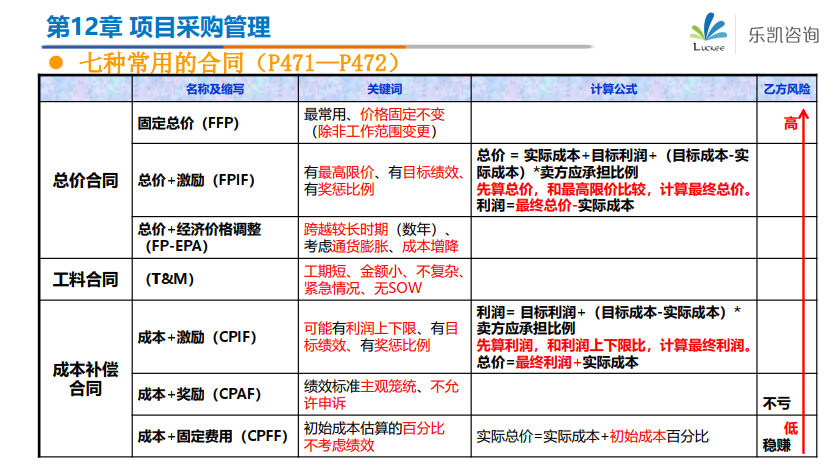 第12章 项目采购管理
Luckee
乐凯咨询
七种常用的合同（P471—P472）
名称及缩写
关键词
计算公式
乙方风险
总价合同
固定总价（FFP）
最常用、价格固定不变
（除非工作范围变更）
高
总价+激励（FPIF）
有最高限价、有目标绩效、
有奖惩比例
总价 = 实际成本+目标利润+（目标成本-实
际成本）*卖方应承担比例
先算总价，和最高限价比较，计算最终总价。
利润=最终总价-实际成本
总价+经济价格调整
（FP-EPA）
跨越较长时期（数年）、
考虑通货膨胀、成本增降
工料合同
（T&M）
工期短、金额小、不复杂、
紧急情况、无SOW
成本补偿
合同
成本+激励（CPIF）
可能有利润上下限、有目
标绩效、有奖惩比例
利润= 目标利润+（目标成本-实际成本）*
卖方应承担比例
先算利润，和利润上下限比，计算最终利润。
总价=最终利润+实际成本
成本+奖励（CPAF）
绩效标准主观笼统、不允
许申诉
不亏
成本+固定费用（CPFF）
初始成本估算的百分比
不考虑绩效
实际总价=实际成本+初始成本百分比
低
稳赚